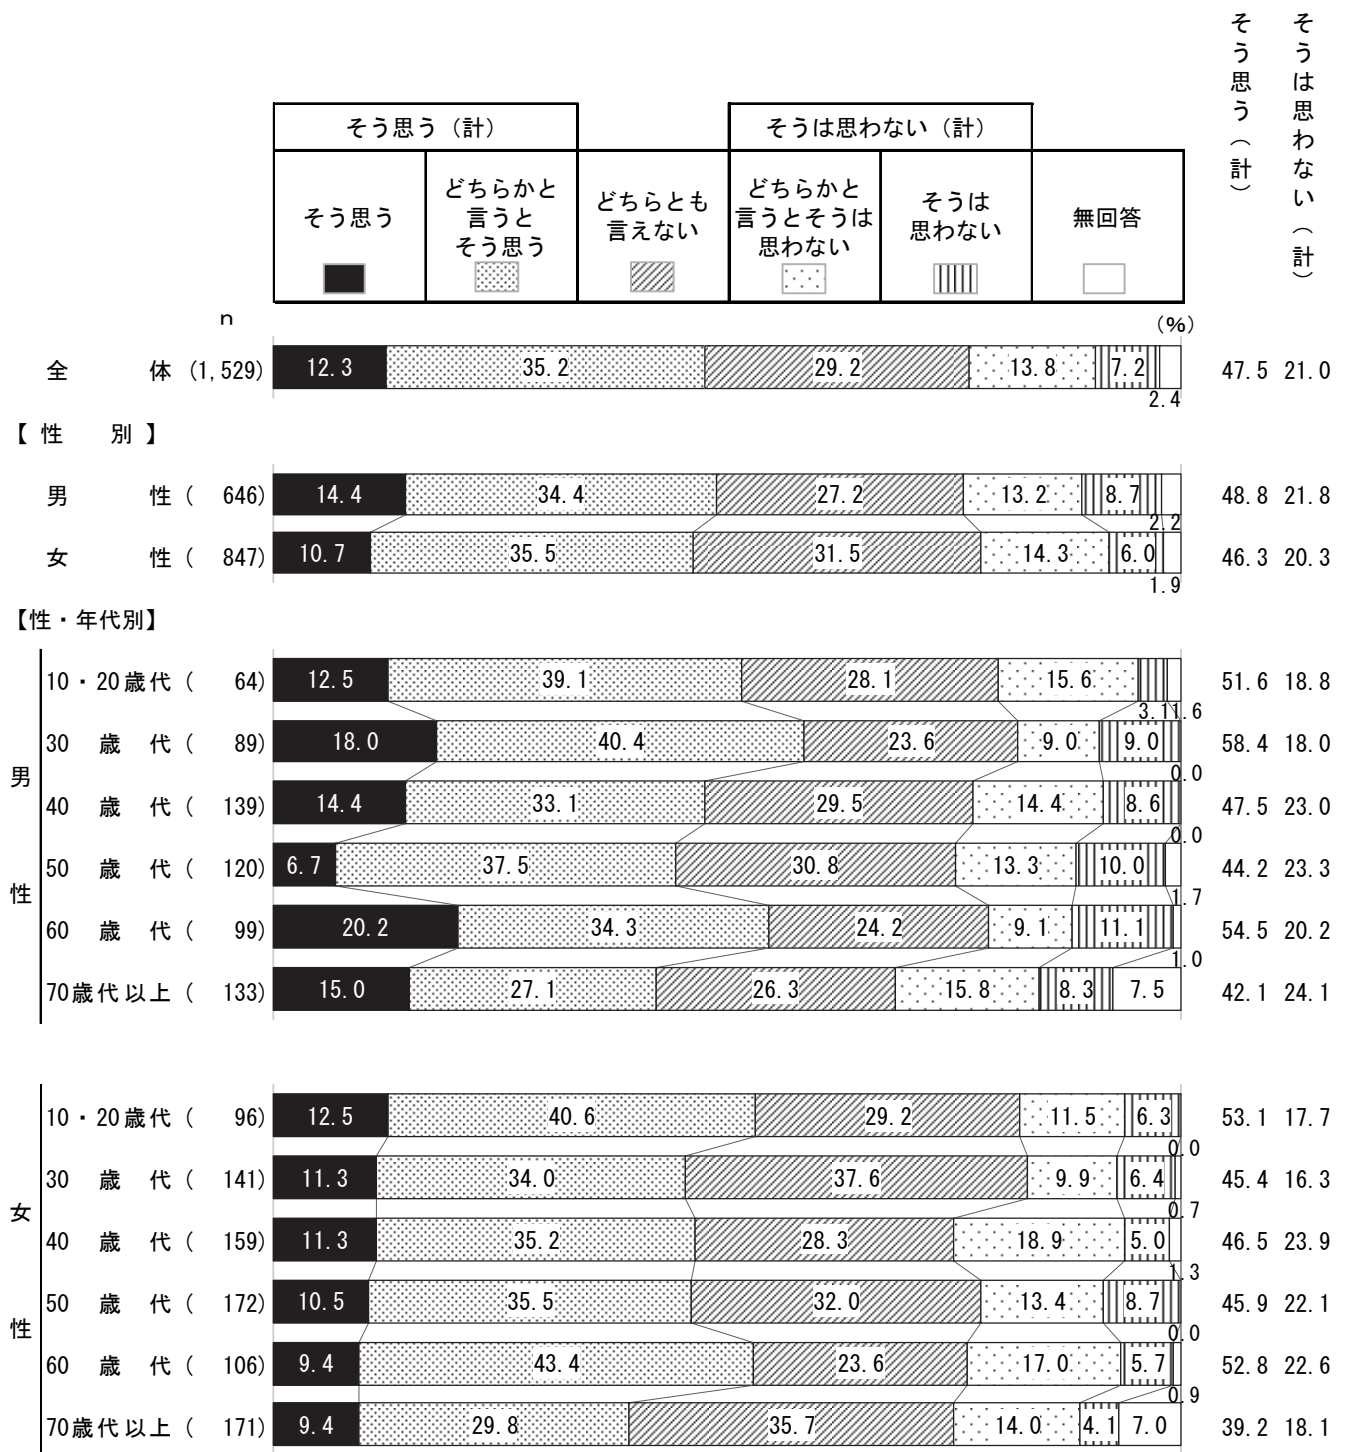 そう思う（計）
そうは思わない（計）
そう思う（計）
そうは思わない（計）
そう思う
どちらかと
言うと
そう思う
どちらとも
言えない
どちらかと
言うとそうは
思わない
そうは
思わない
無回答
n
（%）
全体 (1,529) 12.3 35.2 29.2 13.8 7.2 2.4 47.5 21.0
【 性 別 】
男性 ( 646) 14.4 34.4 27.2 13.2 8.7 2.2 48.8 21.8
女性 ( 847) 10.7 35.5 31.5 14.3 6.0 1.9 46.3 20.3
【性・年代別】
男性
10・20歳代 ( 64) 12.5 39.1 28.1 15.6 3.1 1.6 51.6 18.8
30歳代 ( 89) 18.0 40.4 23.6 9.0 9.0 0.0 58.4 18.0
40歳代 ( 139) 14.4 33.1 29.5 14.4 8.6 0.0 47.5 23.0
50歳代 ( 120) 6.7 37.5 30.8 13.3 10.0 1.7 44.2 23.3
60歳代 ( 99) 20.2 34.3 24.2 9.1 11.1 1.0 54.5 20.2
70歳代以上 ( 133) 15.0 27.1 26.3 15.8 8.3 7.5 42.1 24.1
女性
10・20歳代 ( 96) 12.5 40.6 29.2 11.5 6.3 0.0 53.1 17.7
30歳代 ( 141) 11.3 34.0 37.6 9.9 6.4 0.7 45.4 16.3
40歳代 ( 159) 11.3 35.2 28.3 18.9 5.0 1.3 46.5 23.9
50歳代 ( 172) 10.5 35.5 32.0 13.4 8.7 0.0 45.9 22.1
60歳代 ( 106) 9.4 43.4 23.6 17.0 5.7 0.9 52.8 22.6
70歳代以上 ( 171) 9.4 29.8 35.7 14.0 4.1 7.0 39.2 18.1